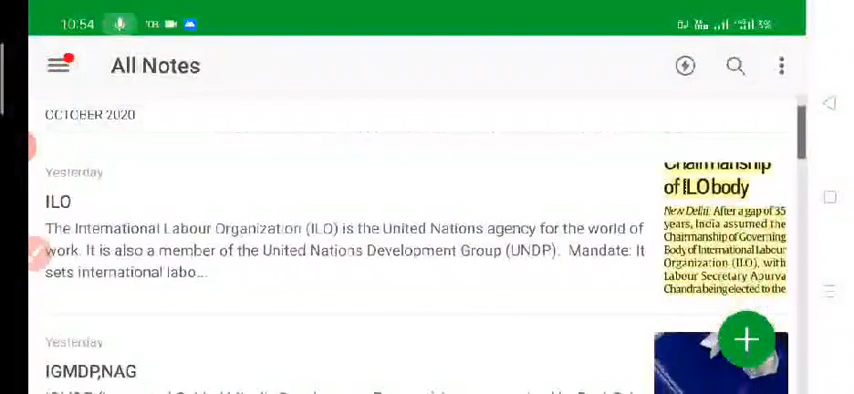 10:54
All Notes
OCTOBER 2020
Yesterday
ILO
The International Labour Organization (ILO) is the United Nations agency for the world of
work. It is also a member of the United Nations Development Group (UNDP). Mandate: It
sets international labo...
Chairmanship
of ILO body
New Delhi: After a gap of 35
years, India assumed the
Chairmanship of Governing
Body of International Labour
Organization (ILO), with
Labour Secretary Apurva
Chandra being elected to the
Yesterday
IGMDP,NAG